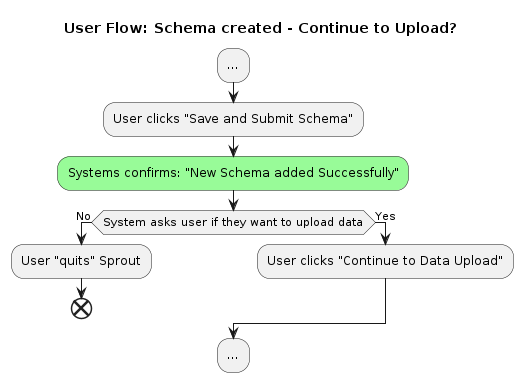 User Flow: Schema created - Continue to Upload?
...
User clicks "Save and Submit Schema"
Systems confirms: "New Schema added Successfully"
No
System asks user if they want to upload data
Yes
User "quits" Sprout
User clicks "Continue to Data Upload"
...